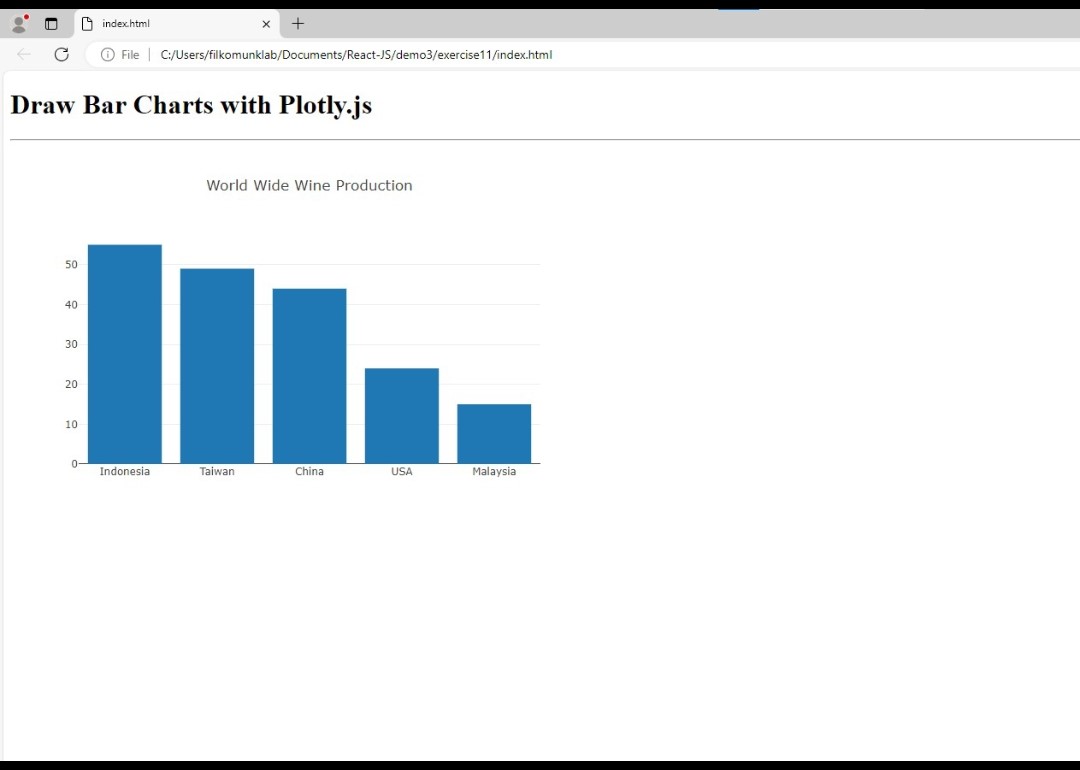 index.html
File
C:/Users/filkomunklab/Documents/React-JS/demo3/exercise11/index.html
Draw Bar Charts with Plotly.js
World Wide Wine Production
50
40
30
20
10
0
Indonesia Taiwan China USA Malaysia